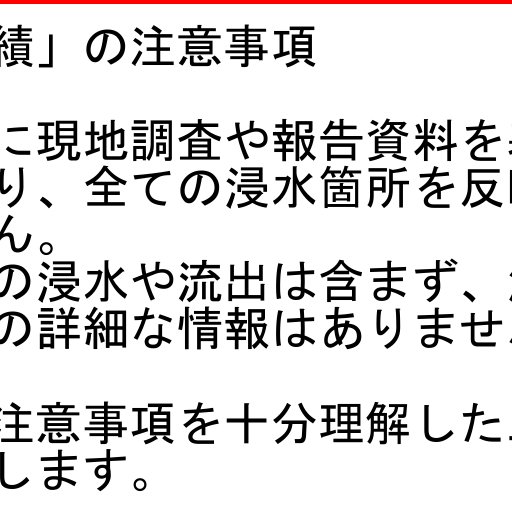 績」の注意事項
に現地調査や報告資料を
り、全ての浸水箇所を反
ん。
の浸水や流出は含まず、
の詳細な情報はありませ
注意事項を十分理解した
します。